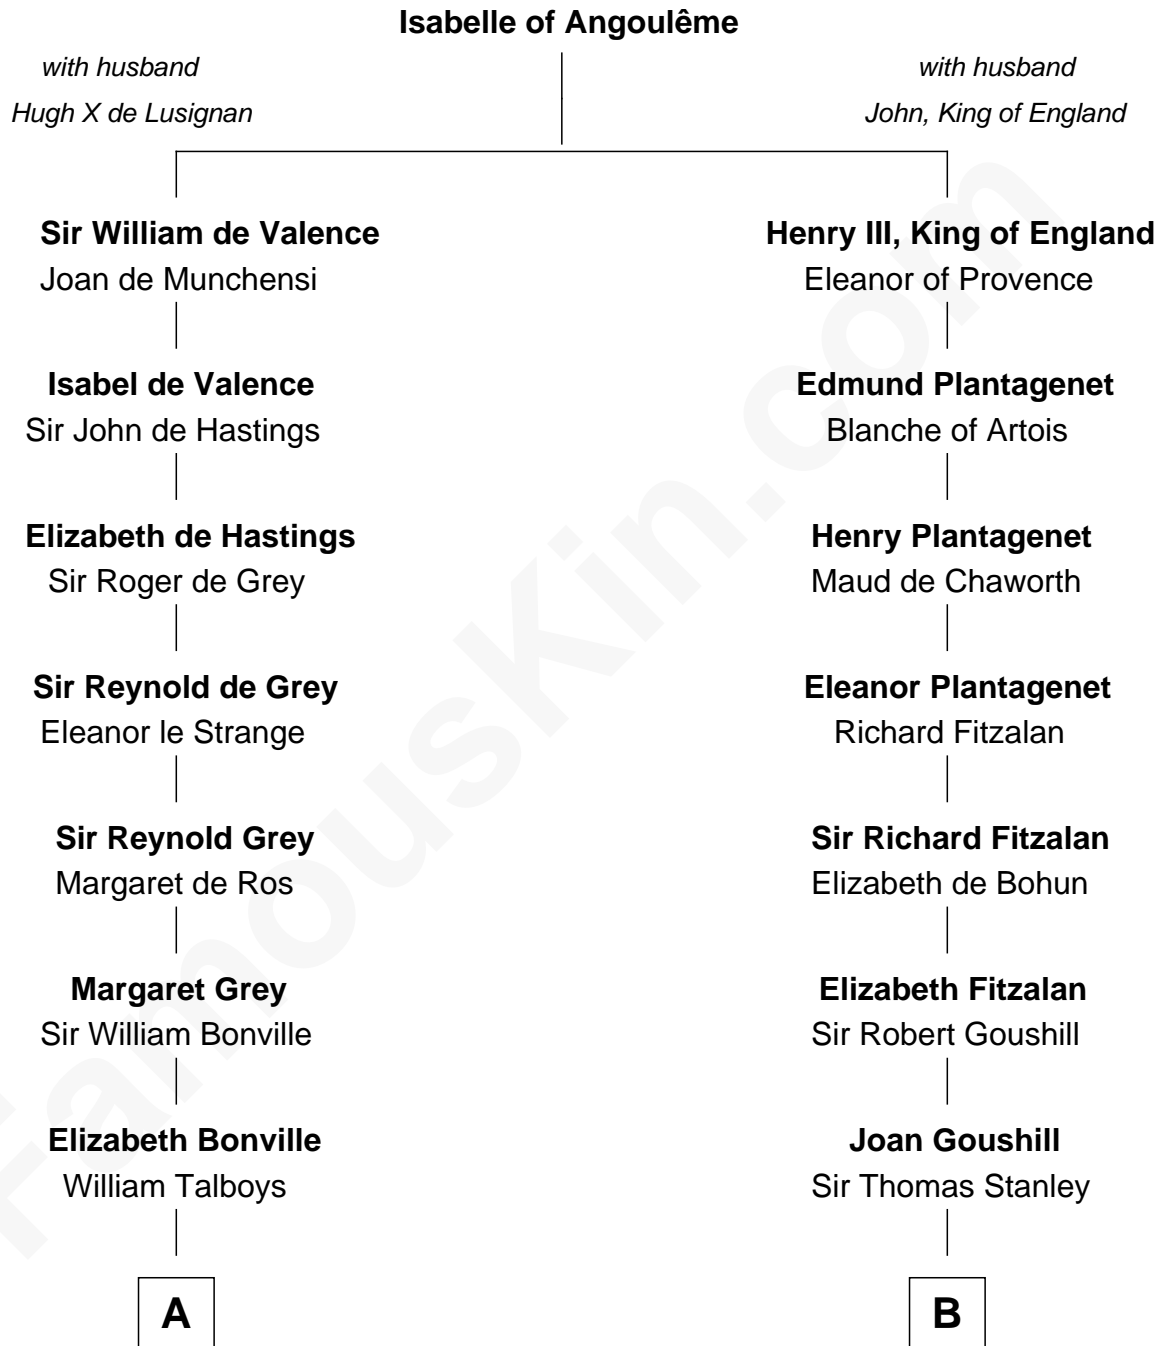 Isabelle of Angoulême
with husband
Hugh X de Lusignan
with husband
John, King of England
Sir William de Valence
Joan de Munchensi
Henry III, King of England
Eleanor of Provence
Isabel de Valence
Sir John de Hastings
Edmund Plantagenet
Blanche of Artois
Elizabeth de Hastings
Sir Roger de Grey
Henry Plantagenet
Maud de Chaworth
Sir Reynold de Grey
Eleanor le Strange
Eleanor Plantagenet
Richard Fitzalan
Sir Reynold Grey
Margaret de Ros
Sir Richard Fitzalan
Elizabeth de Bohun
Margaret Grey
Sir William Bonville
Elizabeth Fitzalan
Sir Robert Goushill
Elizabeth Bonville
William Talboys
Joan Goushill
Sir Thomas Stanley
A
B
FamousKin.com